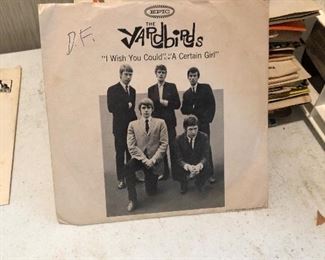 EPIC
D.F.
THE
YARDBIRDS
"I Wish You Could" "A Certain Girl"